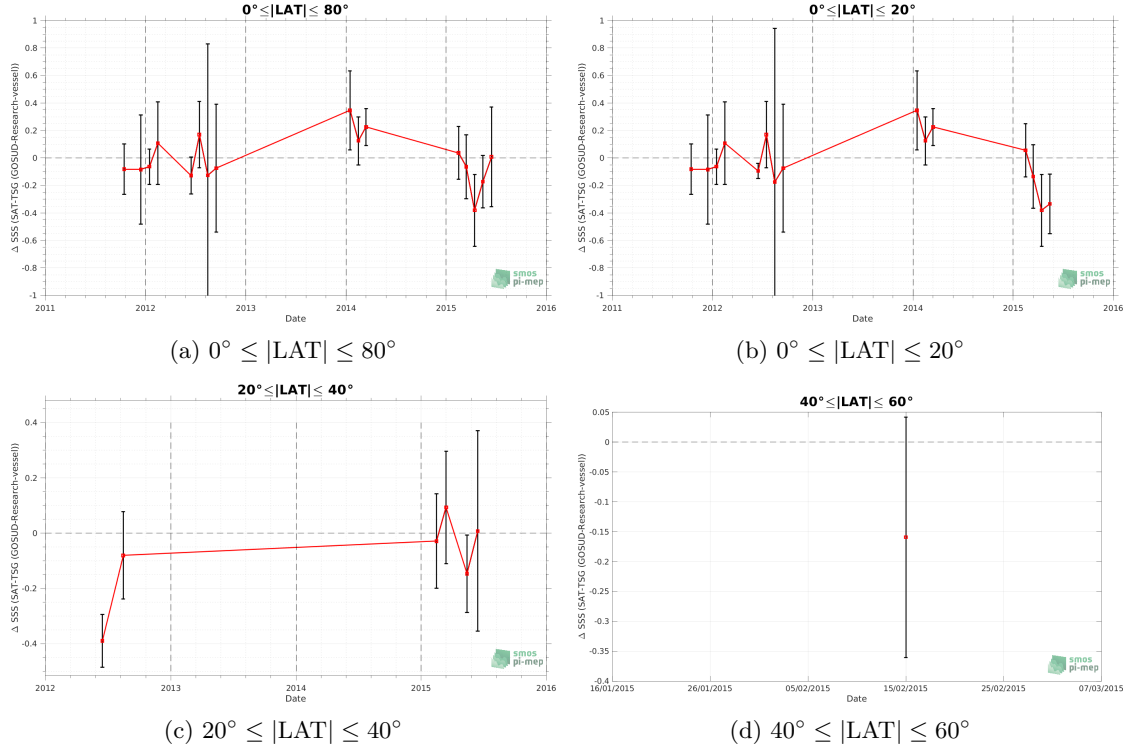 0°≤|LAT|≤ 80°
1
0.8
0.6
0.4
0.2
0
-0.2
-0.4
-0.6
-0.8
-1
Δ SSS (SAT-TSG (GOSUD-Research-vessel))
2011 2012 2013 2014 2015 2016
Date
smos
pi-mep
(a) 0° ≤ |LAT| ≤ 80°
0°≤|LAT|≤ 20°
1
0.8
0.6
0.4
0.2
0
-0.2
-0.4
-0.6
-0.8
-1
Δ SSS (SAT-TSG (GOSUD-Research-vessel))
2011 2012 2013 2014 2015 2016
Date
smos
pi-mep
(b) 0° ≤ |LAT| ≤ 20°
20°≤|LAT|≤ 40°
0.4
0.2
0
-0.2
-0.4
Δ SSS (SAT-TSG (GOSUD-Research-vessel))
2012 2013 2014 2015 2016
Date
smos
pi-mep
(c) 20° ≤ |LAT| ≤ 40°
40°≤|LAT|≤ 60°
0.05
0
-0.05
-0.1
-0.15
-0.2
-0.25
-0.3
-0.35
-0.4
Δ SSS (SAT-TSG (GOSUD-Research-vessel))
16/01/2015 26/01/2015 05/02/2015 15/02/2015 25/02/2015 07/03/2015
Date
smos
pi-mep
(d) 40° ≤ |LAT| ≤ 60°